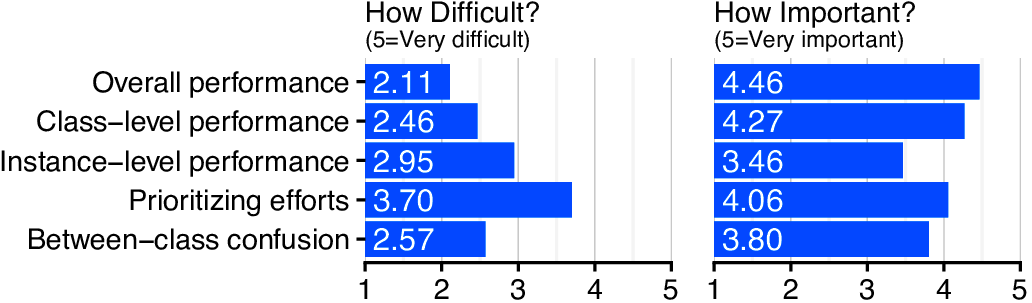 How Difficult?
(5=Very difficult)
How Important?
(5=Very important)
Overall performance 2.11 4.46
Class−level performance 2.46 4.27
Instance−level performance 2.95 3.46
Prioritizing efforts 3.70 4.06
Between−class confusion 2.57 3.80
1 2 3 4 5
1 2 3 4 5